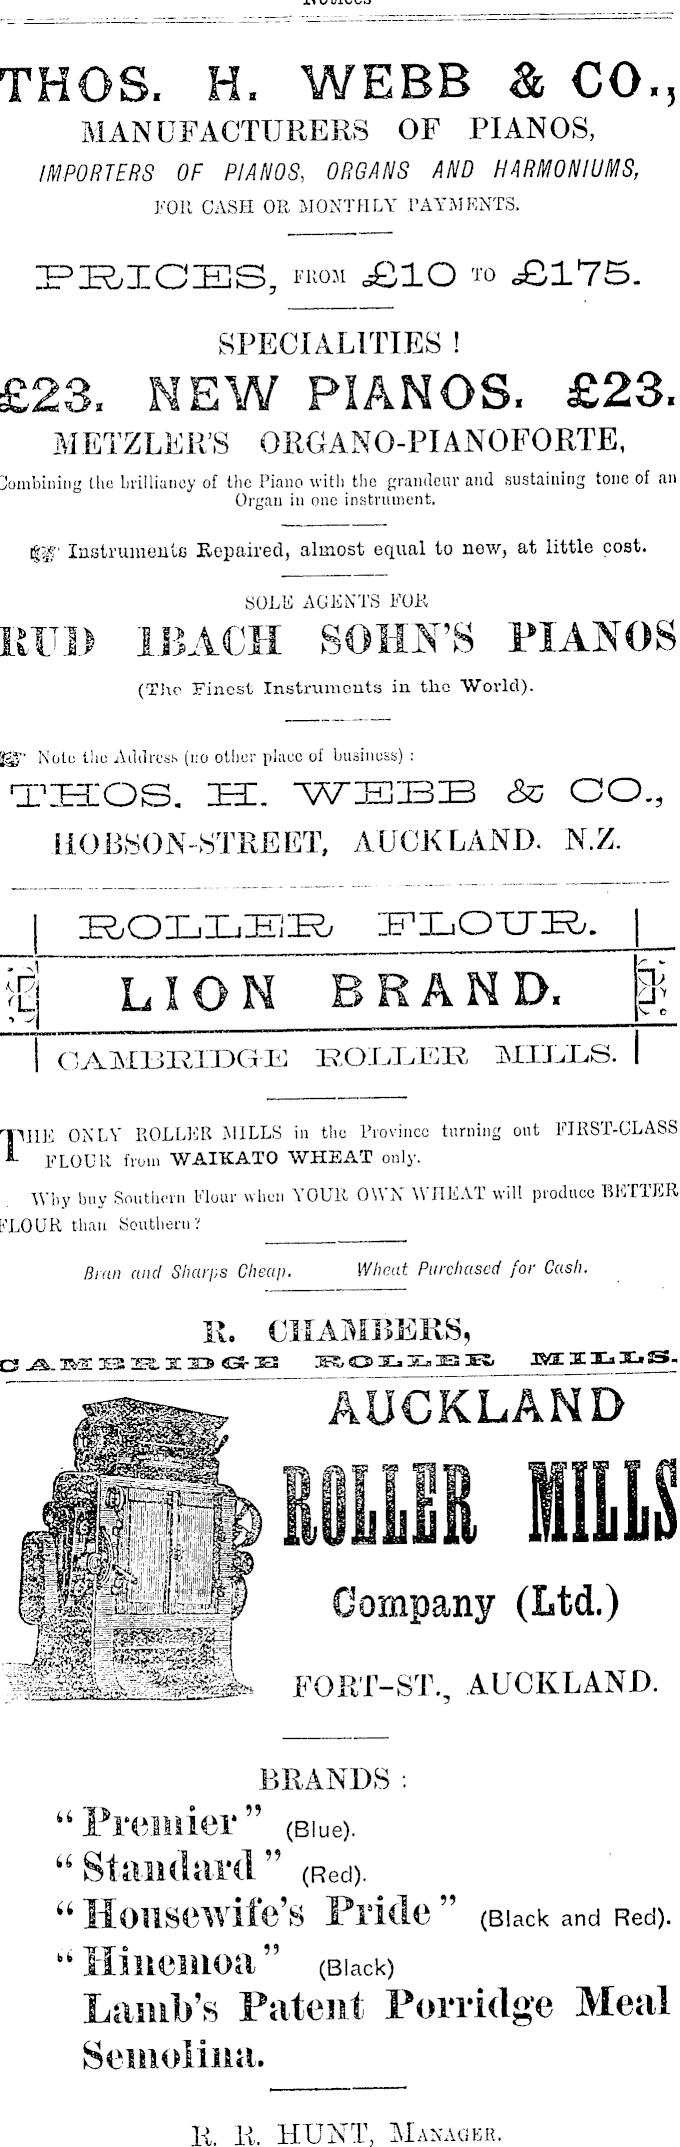 Notices
THOS. H. WEBB & CO.,
MANUFACTURERS OF PIANOS,
IMPORTERS OF PIANOS, ORGANS AND HARMONIUMS,
FOR CASH OR MONTHLY PAYMENTS.
PRICES, FROM £10 TO £175.
SPECIALITIES !
£23. NEW PIANOS. £23.
METZLER'S ORGANO-PIANOFORTE,
Combining the brilliancy of the Piano with the grandeur and sustaining tone of an
Organ in one instrument.
☞ Instruments Repaired, almost equal to new, at little cost.
SOLE AGENTS FOR
RUD IBACH SOHN'S PIANOS
(The Finest Instruments in the World).
☞ Note the Address (no other place of business) :
THOS. H. WEBB & CO.,
HOBSON-STREET, AUCKLAND. N.Z.
ROLLER FLOUR.
LION BRAND.
CAMBRIDGE ROLLER MILLS.
THE ONLY ROLLER MILLS in the Province turning out FIRST-CLASS
FLOUR from WAIKATO WHEAT only.
Why buy Southern Flour when YOUR OWN WHEAT will produce BETTER
FLOUR than Southern?
Bran and Sharps Cheap. Wheat Purchased for Cash.
R. CHAMBERS,
CAMBRIDGE ROLLER MILLS.
AUCKLAND
ROLLER MILLS
Company (Ltd.)
FORT-ST., AUCKLAND.
BRANDS :
"Premier" (Blue).
"Standard" (Red).
"Housewife's Pride" (Black and Red).
"Hinemoa" (Black)
Lamb's Patent Porridge Meal
Semolina.
R. R. HUNT, MANAGER.